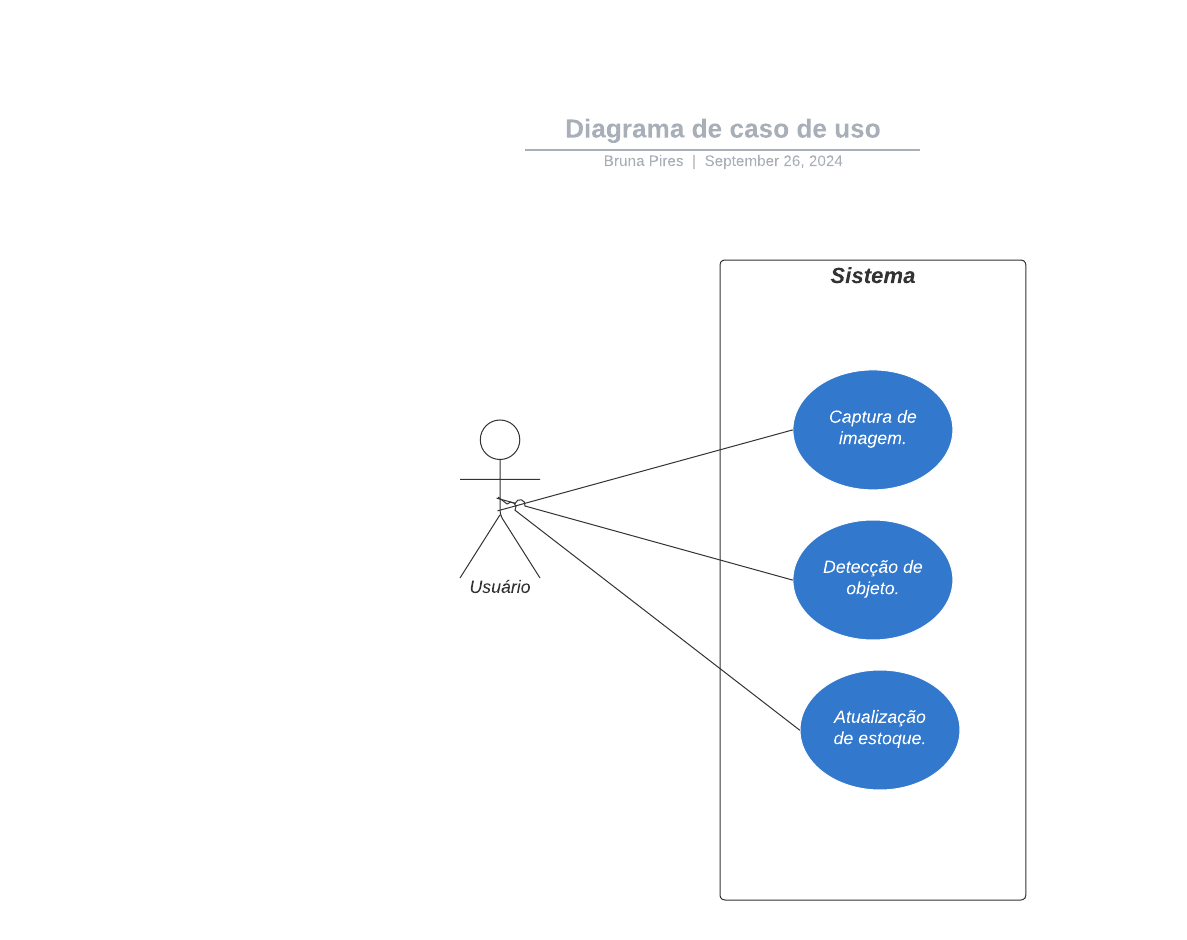 Diagrama de caso de uso
Bruna Pires | September 26, 2024
Sistema
Captura de
imagem.
Detecção de
objeto.
Usuário
Atualização
de estoque.